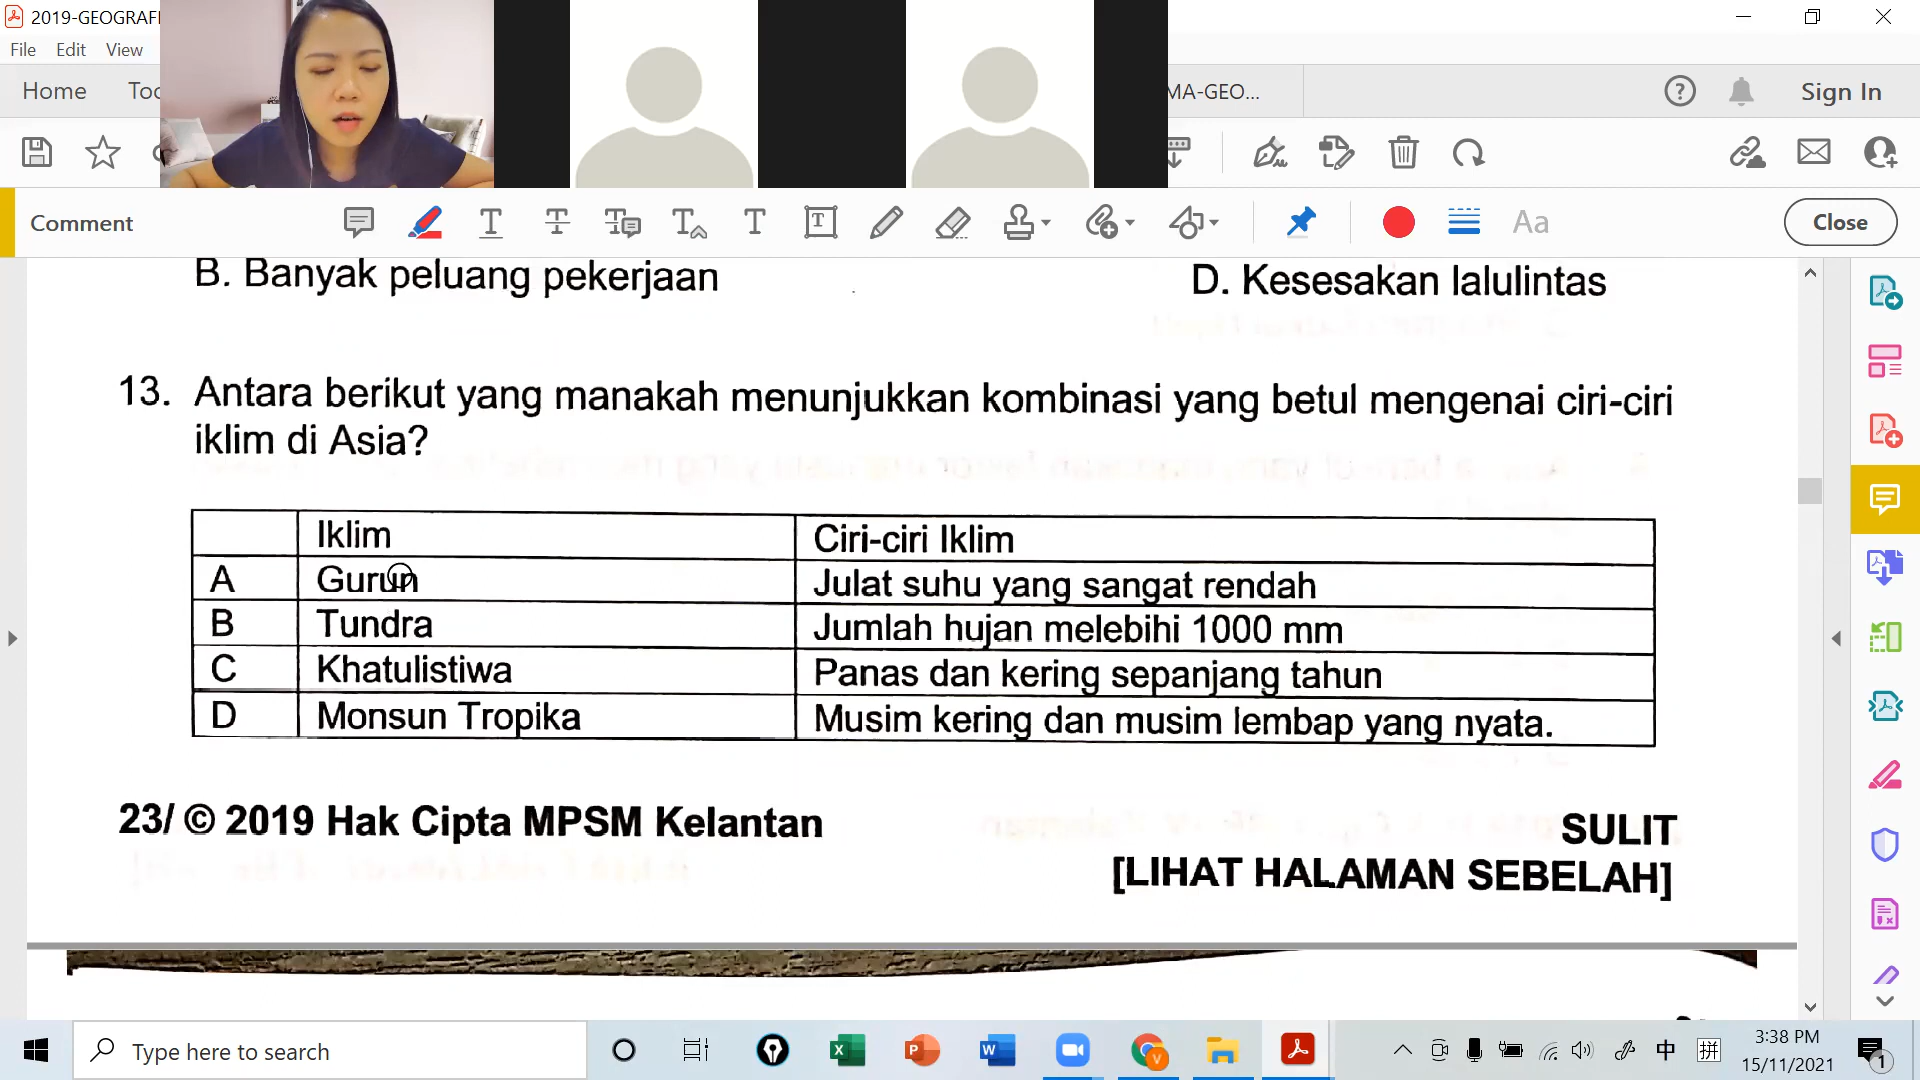 2019-GEOGRAFI
File Edit View
Home Too
MA-GEO...
Sign In
Comment
Aa
Close
B. Banyak peluang pekerjaan
D. Kesesakan lalulintas
13. Antara berikut yang manakah menunjukkan kombinasi yang betul mengenai ciri-ciri
iklim di Asia?
Iklim Ciri-ciri Iklim
A Gurun Julat suhu yang sangat rendah
B Tundra Jumlah hujan melebihi 1000 mm
C Khatulistiwa Panas dan kering sepanjang tahun
D Monsun Tropika Musim kering dan musim lembap yang nyata.
23/ © 2019 Hak Cipta MPSM Kelantan
SULIT
[LIHAT HALAMAN SEBELAH]
Type here to search
中
拼
3:38 PM
15/11/2021
1